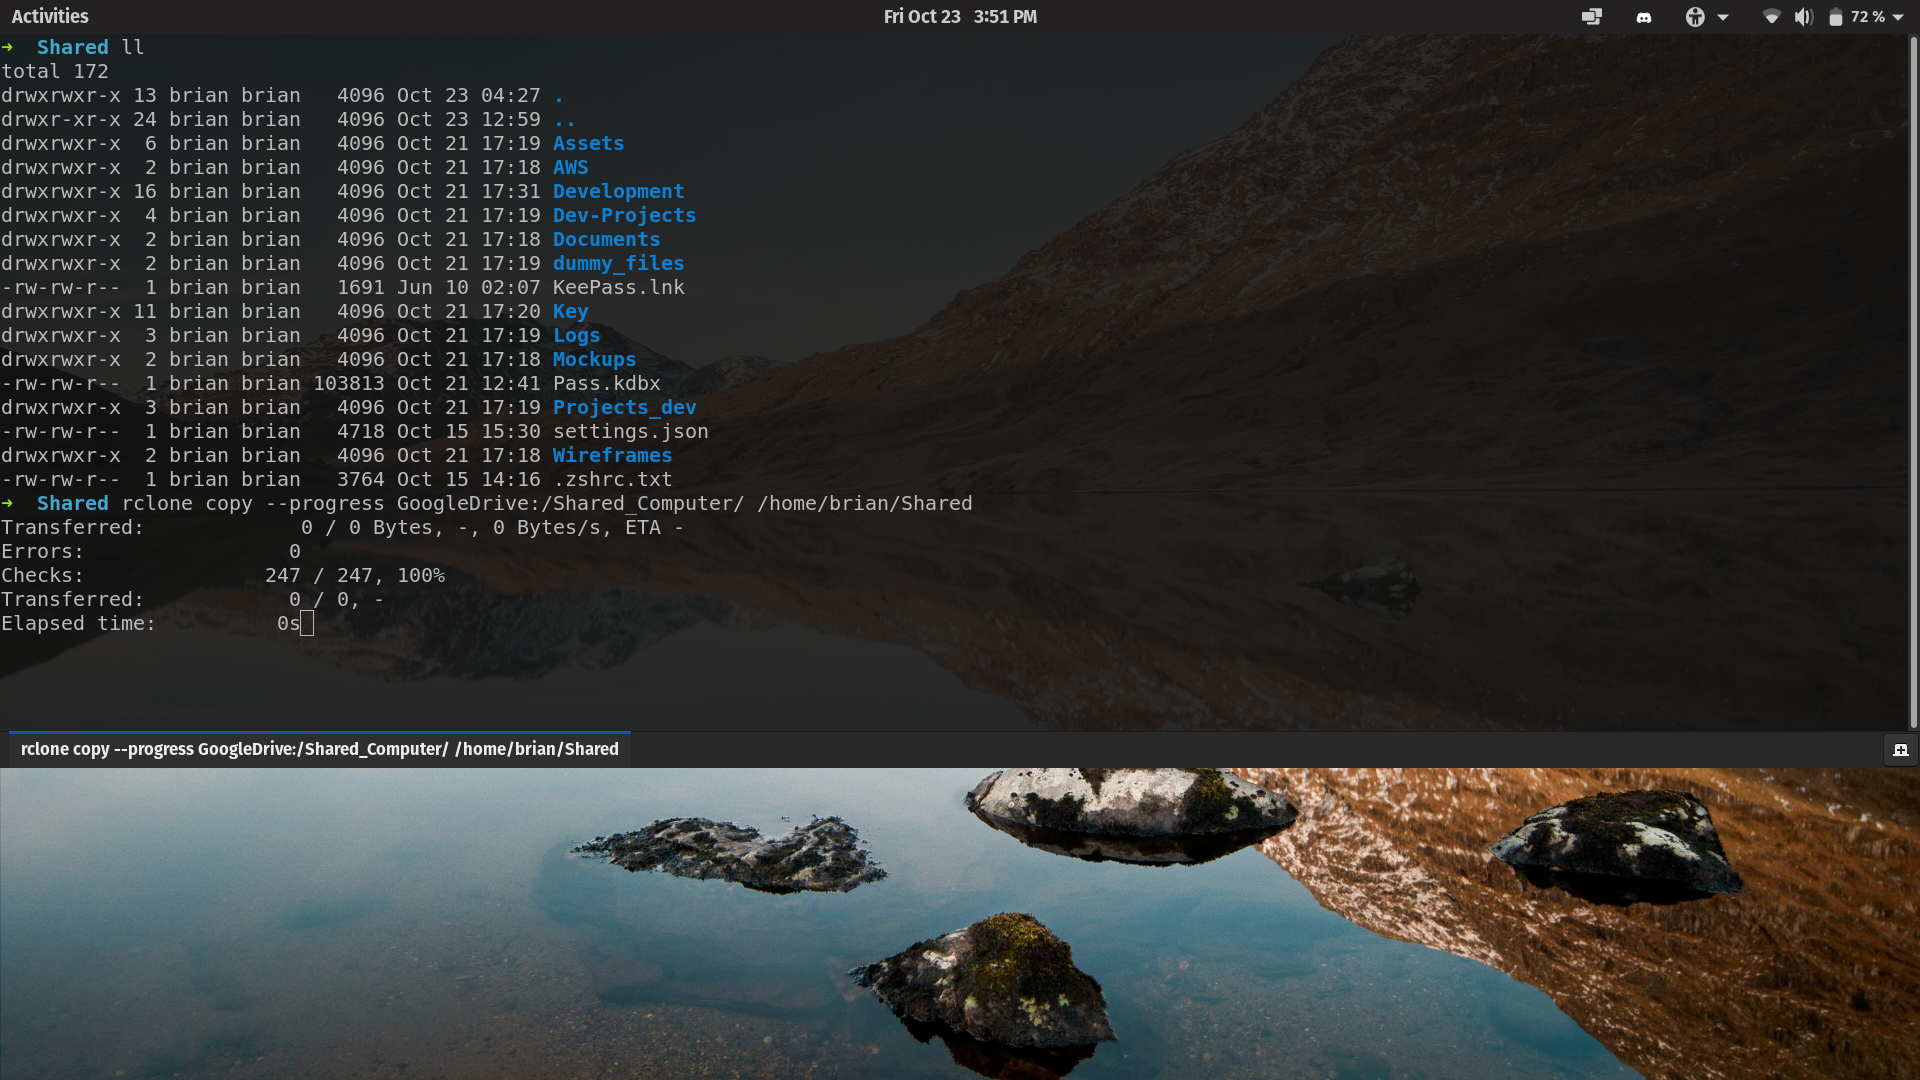 Activities
Fri Oct 23 3:51 PM
72 %
➜ Shared ll
total 172
drwxrwxr-x 13 brian brian 4096 Oct 23 04:27 .
drwxr-xr-x 24 brian brian 4096 Oct 23 12:59 ..
drwxrwxr-x 6 brian brian 4096 Oct 21 17:19 Assets
drwxrwxr-x 2 brian brian 4096 Oct 21 17:18 AWS
drwxrwxr-x 16 brian brian 4096 Oct 21 17:31 Development
drwxrwxr-x 4 brian brian 4096 Oct 21 17:19 Dev-Projects
drwxrwxr-x 2 brian brian 4096 Oct 21 17:18 Documents
drwxrwxr-x 2 brian brian 4096 Oct 21 17:19 dummy_files
-rw-rw-r-- 1 brian brian 1691 Jun 10 02:07 KeePass.lnk
drwxrwxr-x 11 brian brian 4096 Oct 21 17:20 Key
drwxrwxr-x 3 brian brian 4096 Oct 21 17:19 Logs
drwxrwxr-x 2 brian brian 4096 Oct 21 17:18 Mockups
-rw-rw-r-- 1 brian brian 103813 Oct 21 12:41 Pass.kdbx
drwxrwxr-x 3 brian brian 4096 Oct 21 17:19 Projects_dev
-rw-rw-r-- 1 brian brian 4718 Oct 15 15:30 settings.json
drwxrwxr-x 2 brian brian 4096 Oct 21 17:18 Wireframes
-rw-rw-r-- 1 brian brian 3764 Oct 15 14:16 .zshrc.txt
➜ Shared rclone copy --progress GoogleDrive:/Shared_Computer/ /home/brian/Shared
Transferred: 0 / 0 Bytes, -, 0 Bytes/s, ETA -
Errors: 0
Checks: 247 / 247, 100%
Transferred: 0 / 0, -
Elapsed time: 0s
rclone copy --progress GoogleDrive:/Shared_Computer/ /home/brian/Shared